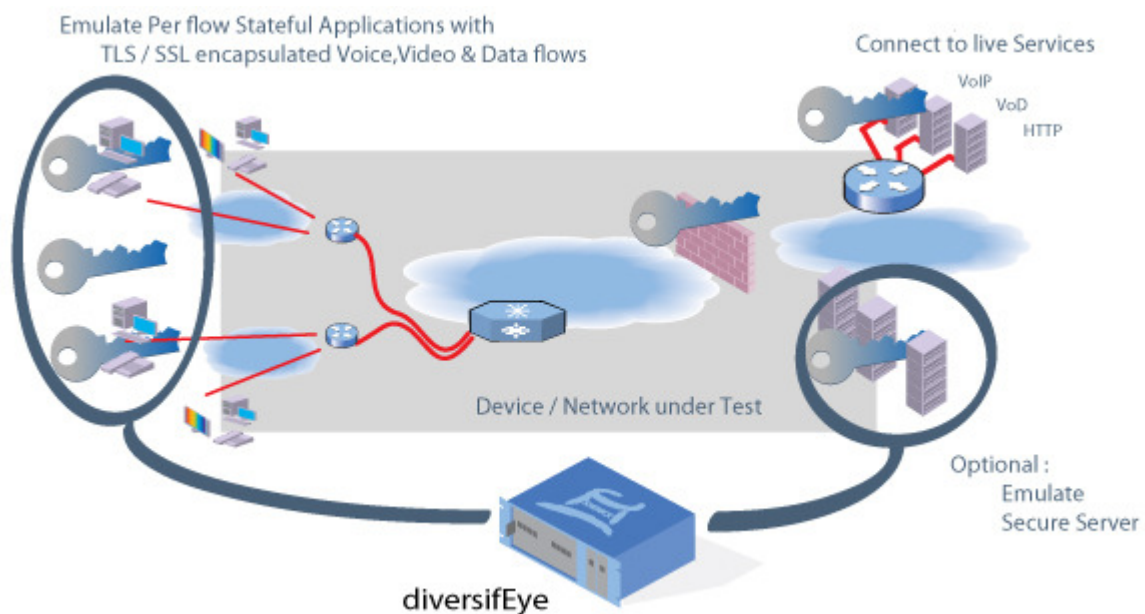 Emulate Per flow Stateful Applications with
TLS / SSL encapsulated Voice,Video & Data flows
Connect to live Services
VoIP
VoD
HTTP
Device / Network under Test
Optional :
Emulate
Secure Server
diversifEye